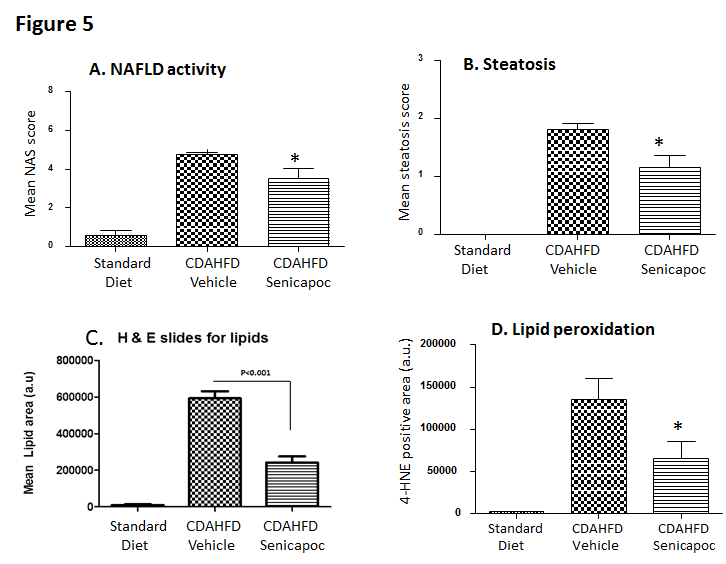 Figure 5
A. NAFLD activity
Mean NAS score
8
6
4
2
0
*
Standard
Diet
CDAHFD
Vehicle
CDAHFD
Senicapoc
B. Steatosis
Mean steatosis score
3
2
1
0
*
Standard
Diet
CDAHFD
Vehicle
CDAHFD
Senicapoc
C. H & E slides for lipids
Mean Lipid area (a.u)
800000
600000
400000
200000
0
P<0.001
Standard
Diet
CDAHFD
Vehicle
CDAHFD
Senicapoc
D. Lipid peroxidation
4-HNE positive area (a.u.)
200000
150000
100000
50000
0
*
Standard
Diet
CDAHFD
Vehicle
CDAHFD
Senicapoc